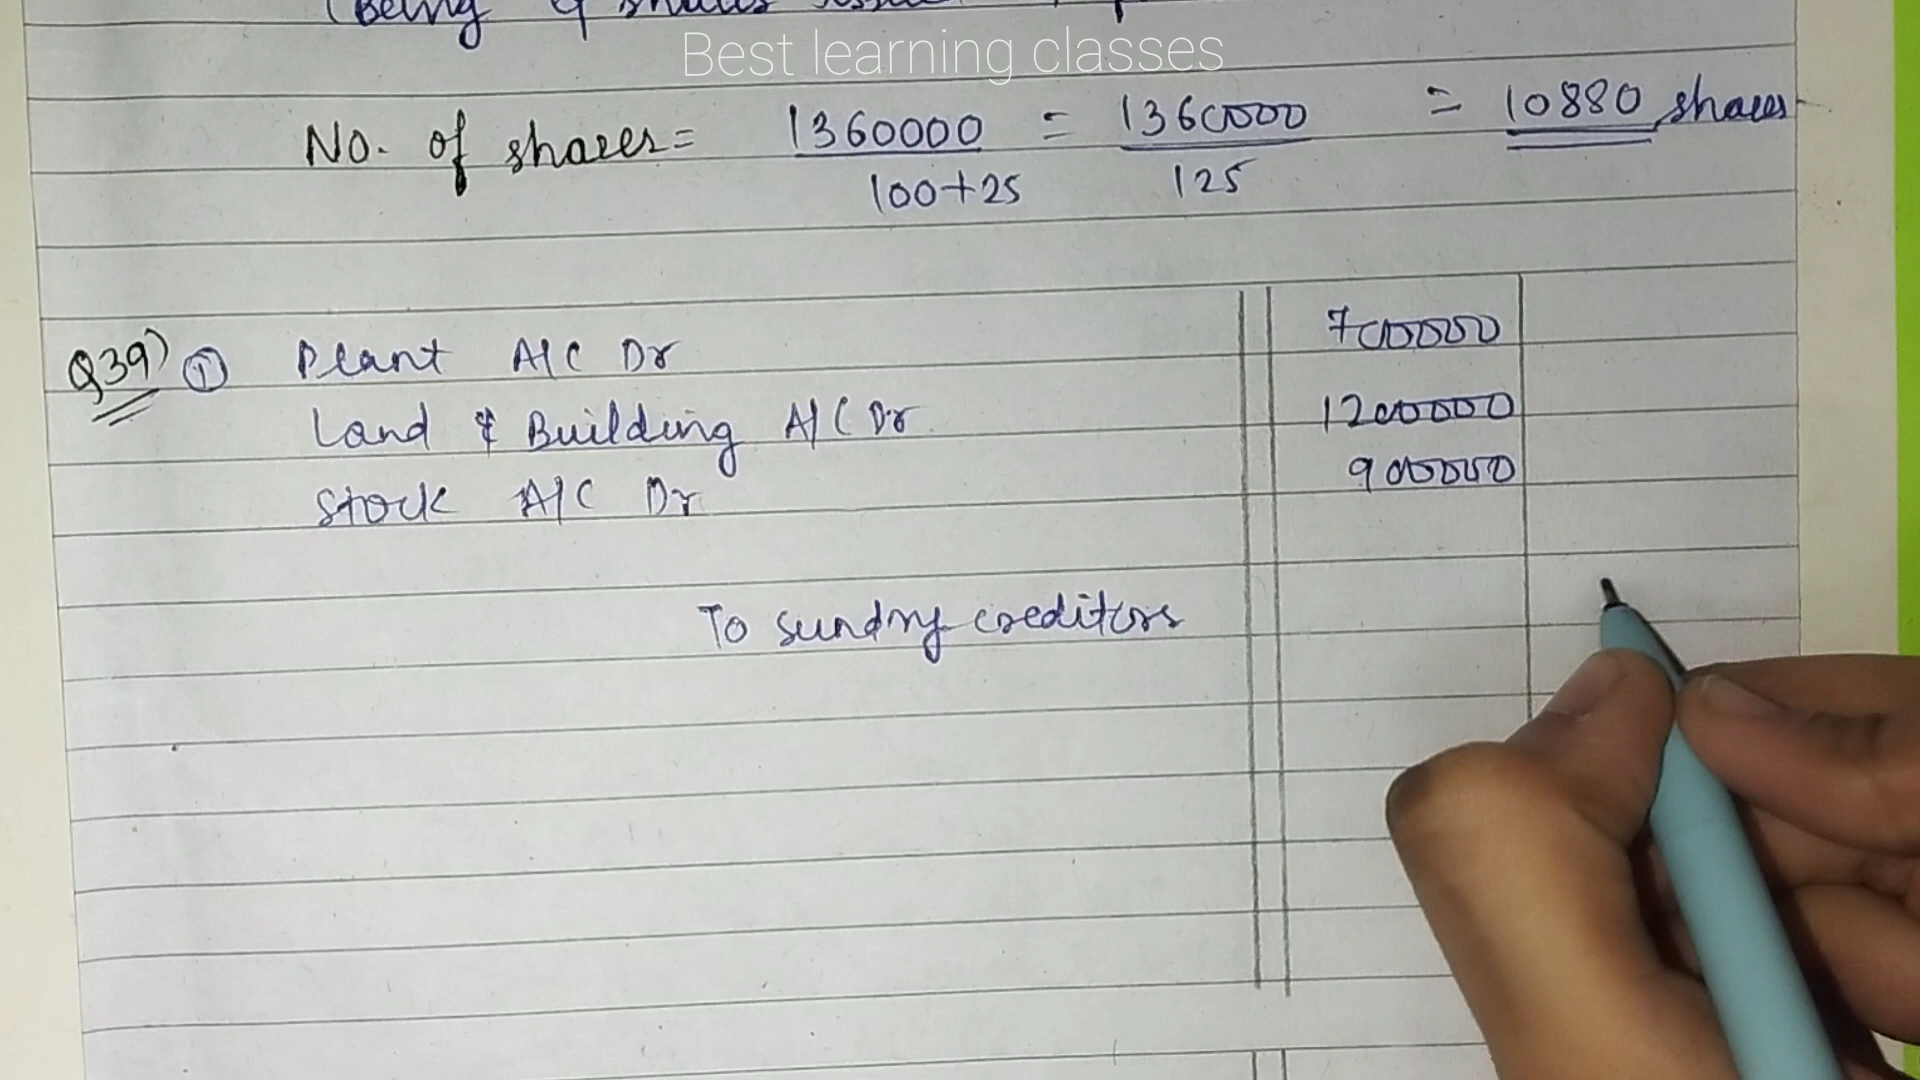 (Being
Best learning classes
No. of shares = 1360000 = 1360000 = 10880 shares
100+25 125
Q39) ① Plant A/C Dr 700000
Land & Building A/C Dr 1200000
Stock A/C Dr 900000
To sundry creditors